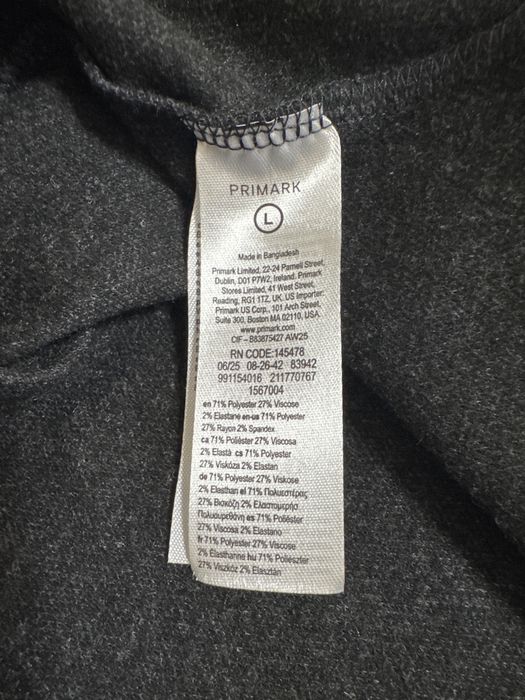 PRIMARK
L
Made in Bangladesh
Primark Limited, 22-24 Parnell Street,
Dublin, D01 P7W2, Ireland. Primark
Stores Limited, 41 West Street,
Reading, RG1 1TZ, UK. US Importer:
Primark US Corp., 101 Arch Street,
Suite 300, Boston MA 02110, USA.
www.primark.com
CIF – B83875427 AW25
RN CODE:145478
06/25 08-26-42 83942
991154016 211770767
1567004
en 71% Polyester 27% Viscose
2% Elastane en-us 71% Polyester
27% Rayon 2% Spandex
ca 71% Polièster 27% Viscosa
2% Elastà cs 71% Polyester
27% Viskóza 2% Elastan
de 71% Polyester 27% Viskose
2% Elasthan el 71% Πολυεστέρας
27% Βισκόζη 2% Ελαστομερής
Πολυουρεθάνη es 71% Poliéster
27% Viscosa 2% Elastano
fr 71% Polyester 27% Viscose
2% Elasthanne hu 71% Poliészter
27% Viszkóz 2% Elasztán